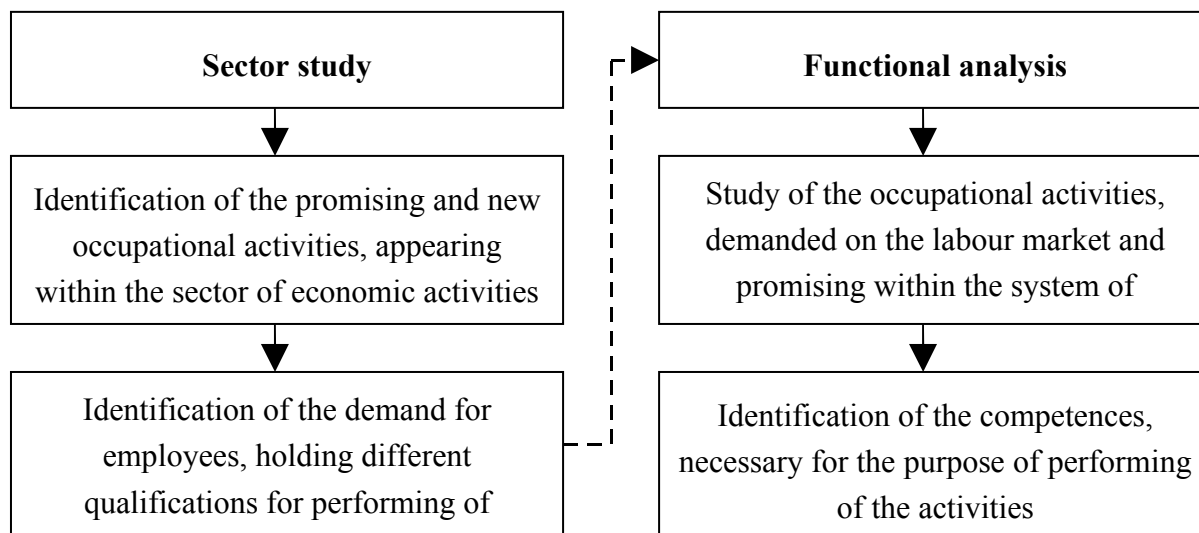 Sector study
Identification of the promising and new
occupational activities, appearing
within the sector of economic activities
Identification of the demand for
employees, holding different
qualifications for performing of
Functional analysis
Study of the occupational activities,
demanded on the labour market and
promising within the system of
Identification of the competences,
necessary for the purpose of performing
of the activities